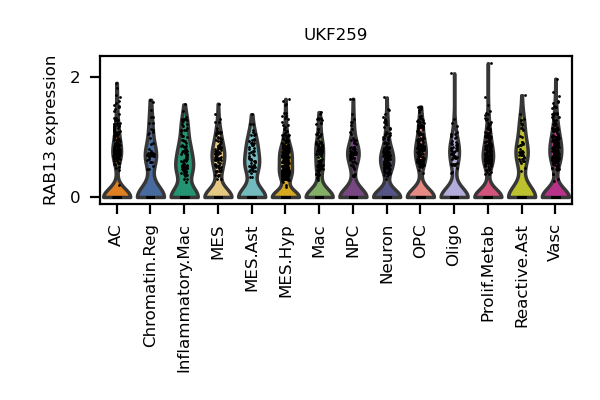 UKF259
RAB13 expression
2
0
AC
Chromatin.Reg
Inflammatory.Mac
MES
MES.Ast
MES.Hyp
Mac
NPC
Neuron
OPC
Oligo
Prolif.Metab
Reactive.Ast
Vasc